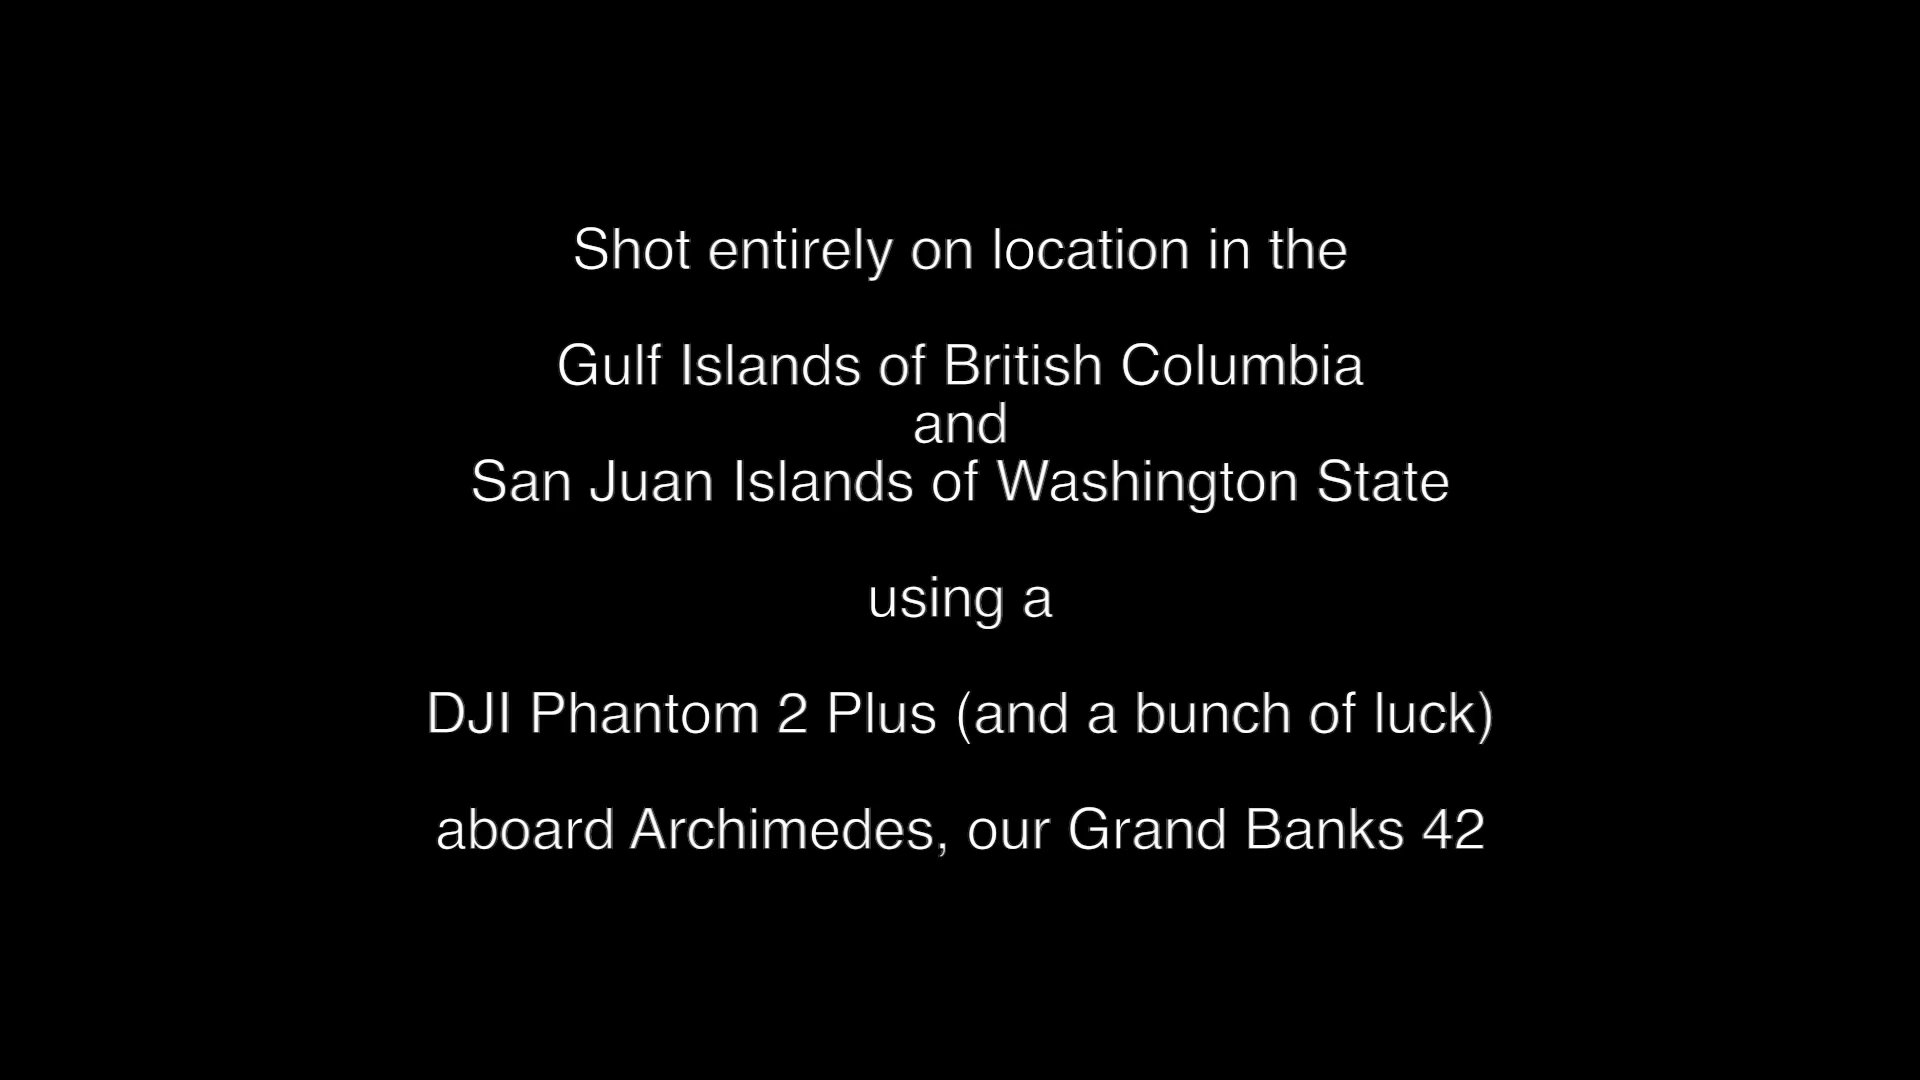 Shot entirely on location in the
Gulf Islands of British Columbia
and
San Juan Islands of Washington State
using a
DJI Phantom 2 Plus (and a bunch of luck)
aboard Archimedes, our Grand Banks 42